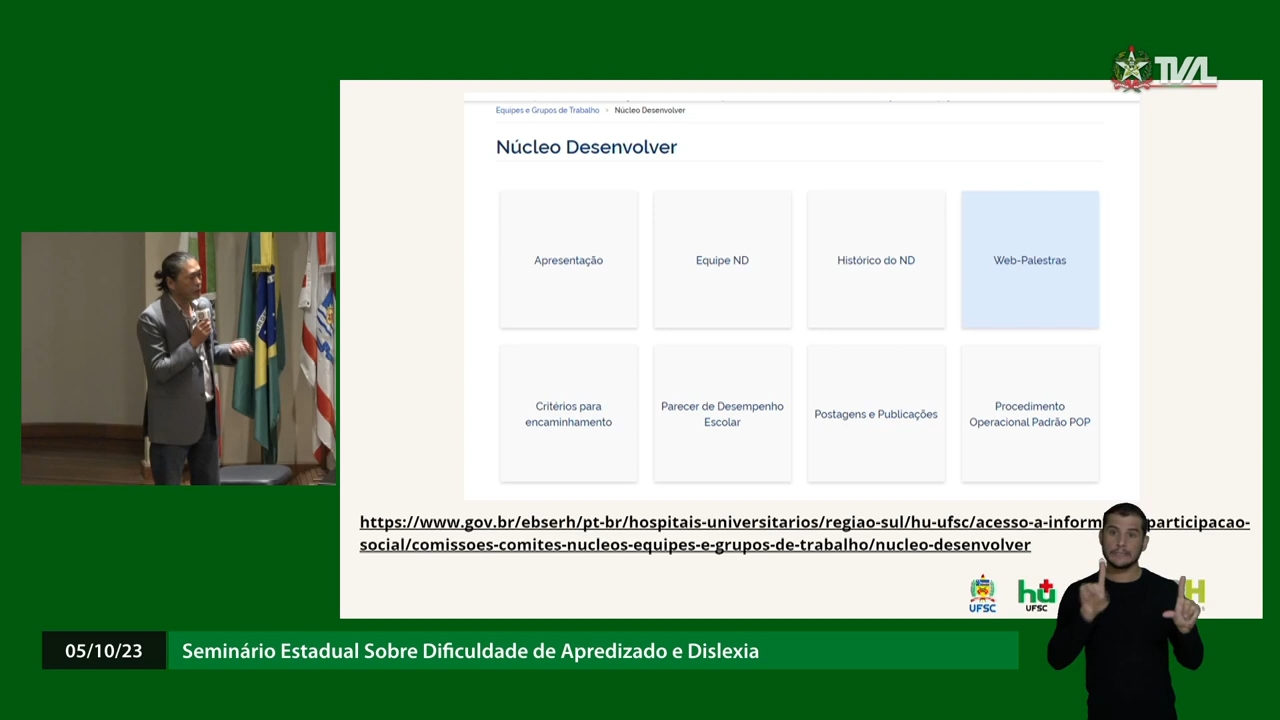 TVAL
Equipes e Grupos de Trabalho
Núcleo Desenvolver
Núcleo Desenvolver
Apresentação
Equipe ND
Histórico do ND
Web-Palestras
Critérios para
encaminhamento
Parecer de Desempenho
Escolar
Postagens e Publicações
Procedimento
Operacional Padrão POP
https://www.gov.br/ebserh/pt-br/hospitais-universitarios/regiao-sul/hu-ufsc/acesso-a-inform participacao-
social/comissoes-comites-nucleos-equipes-e-grupos-de-trabalho/nucleo-desenvolver
UFSC
hu
UFSC
H
05/10/23
Seminário Estadual Sobre Dificuldade de Apredizado e Dislexia